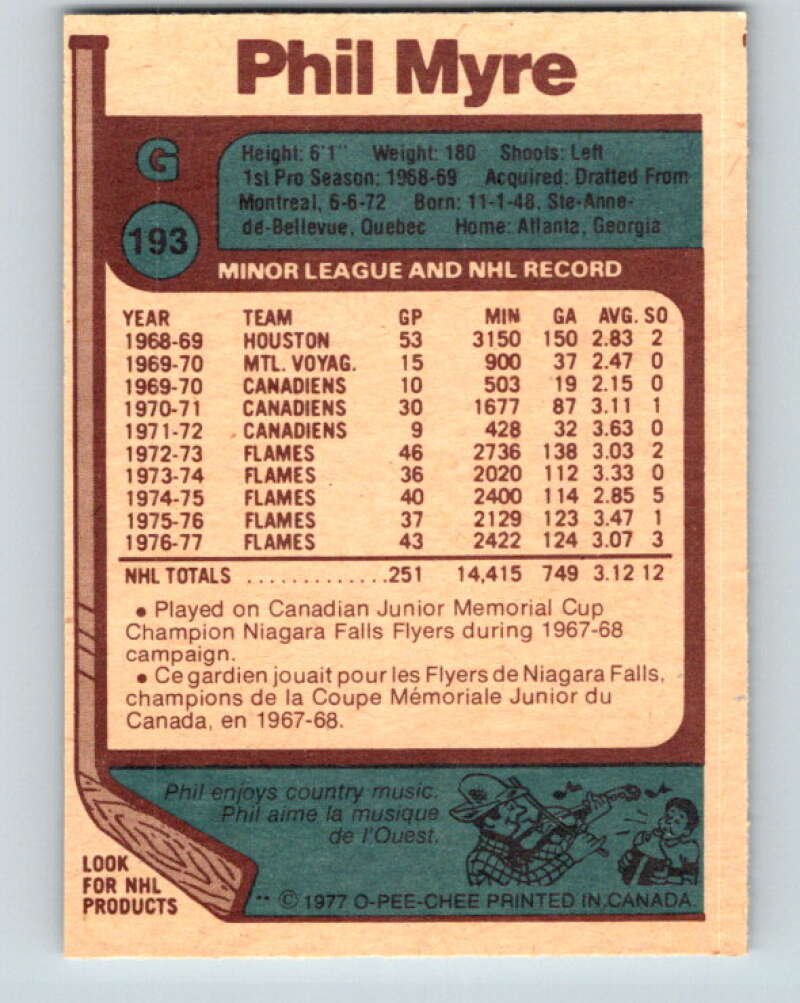 Phil Myre
G
Height: 6'1" Weight: 180 Shoots: Left
1st Pro Season: 1968-69 Acquired: Drafted From
Montreal, 6-6-72 Born: 11-1-48, Ste-Anne-
de-Bellevue, Quebec Home: Atlanta, Georgia
193
MINOR LEAGUE AND NHL RECORD
YEAR TEAM GP MIN GA AVG. SO
1968-69 HOUSTON 53 3150 150 2.83 2
1969-70 MTL. VOYAG. 15 900 37 2.47 0
1969-70 CANADIENS 10 503 19 2.15 0
1970-71 CANADIENS 30 1677 87 3.11 1
1971-72 CANADIENS 9 428 32 3.63 0
1972-73 FLAMES 46 2736 138 3.03 2
1973-74 FLAMES 36 2020 112 3.33 0
1974-75 FLAMES 40 2400 114 2.85 5
1975-76 FLAMES 37 2129 123 3.47 1
1976-77 FLAMES 43 2422 124 3.07 3
NHL TOTALS .............251 14,415 749 3.12 12
• Played on Canadian Junior Memorial Cup
Champion Niagara Falls Flyers during 1967-68
campaign.
• Ce gardien jouait pour les Flyers de Niagara Falls,
champions de la Coupe Mémoriale Junior du
Canada, en 1967-68.
Phil enjoys country music.
Phil aime la musique
de l'Ouest.
LOOK
FOR NHL
PRODUCTS
** © 1977 O-PEE-CHEE PRINTED IN CANADA.